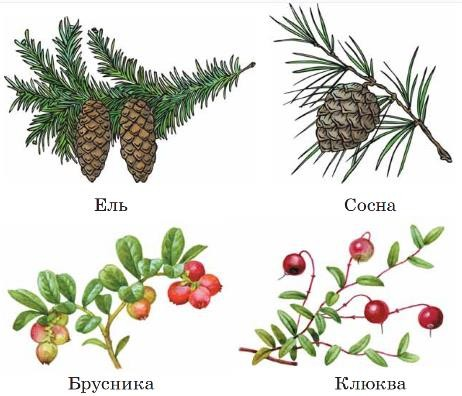 Ель
Сосна
Брусника
Клюква